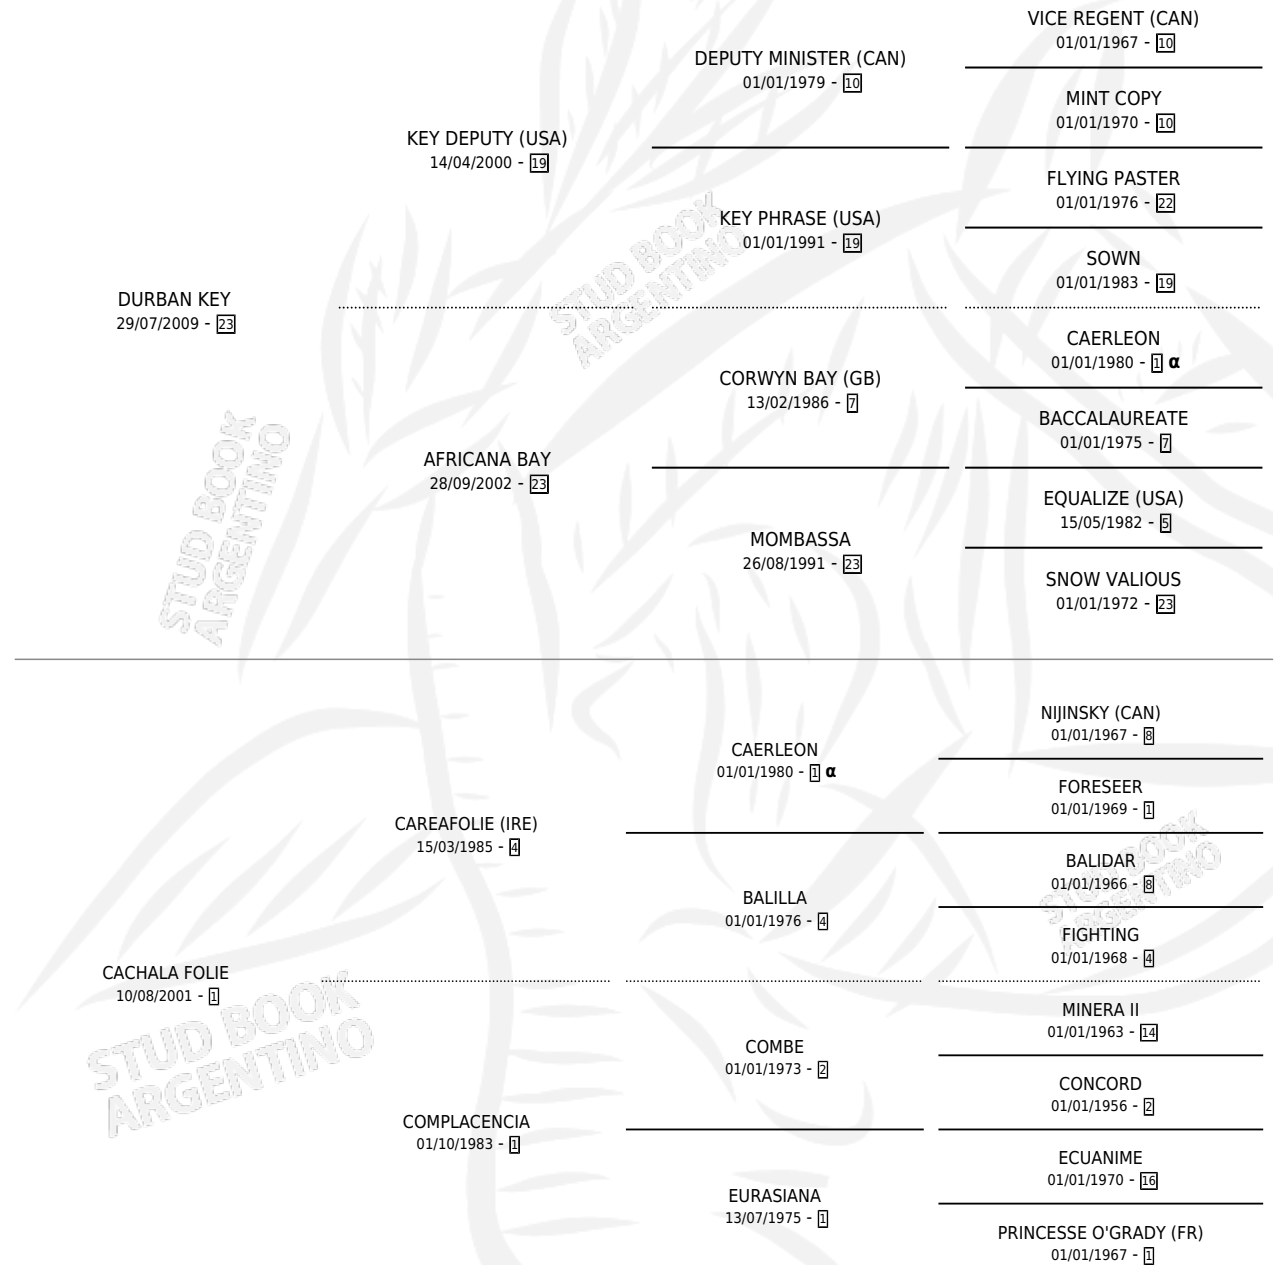 VICE REGENT (CAN)
01/01/1967 - 10
DEPUTY MINISTER (CAN)
01/01/1979 - 10
MINT COPY
01/01/1970 - 10
KEY DEPUTY (USA)
14/04/2000 - 19
FLYING PASTER
01/01/1976 - 22
KEY PHRASE (USA)
01/01/1991 - 19
SOWN
01/01/1983 - 19
STUD BOOK
ARGENTINO
DURBAN KEY
29/07/2009 - 23
CAERLEON
01/01/1980 - 1 α
CORWYN BAY (GB)
13/02/1986 - 7
BACCALAUREATE
01/01/1975 - 7
AFRICANA BAY
28/09/2002 - 23
EQUALIZE (USA)
15/05/1982 - 5
MOMBASSA
26/08/1991 - 23
SNOW VALIOUS
01/01/1972 - 23
STUD BOOK
ARGENTINO
NIJINSKY (CAN)
01/01/1967 - 8
CAERLEON
01/01/1980 - 1 α
FORESEER
01/01/1969 - 1
CAREAFOLIE (IRE)
15/03/1985 - 4
BALIDAR
01/01/1966 - 8
BALILLA
01/01/1976 - 4
FIGHTING
01/01/1968 - 4
STUD BOOK
ARGENTINO
CACHALA FOLIE
10/08/2001 - 1
MINERA II
01/01/1963 - 14
COMBE
01/01/1973 - 2
CONCORD
01/01/1956 - 2
STUD BOOK
ARGENTINO
COMPLACENCIA
01/10/1983 - 1
ECUANIME
01/01/1970 - 16
EURASIANA
13/07/1975 - 1
PRINCESSE O'GRADY (FR)
01/01/1967 - 1